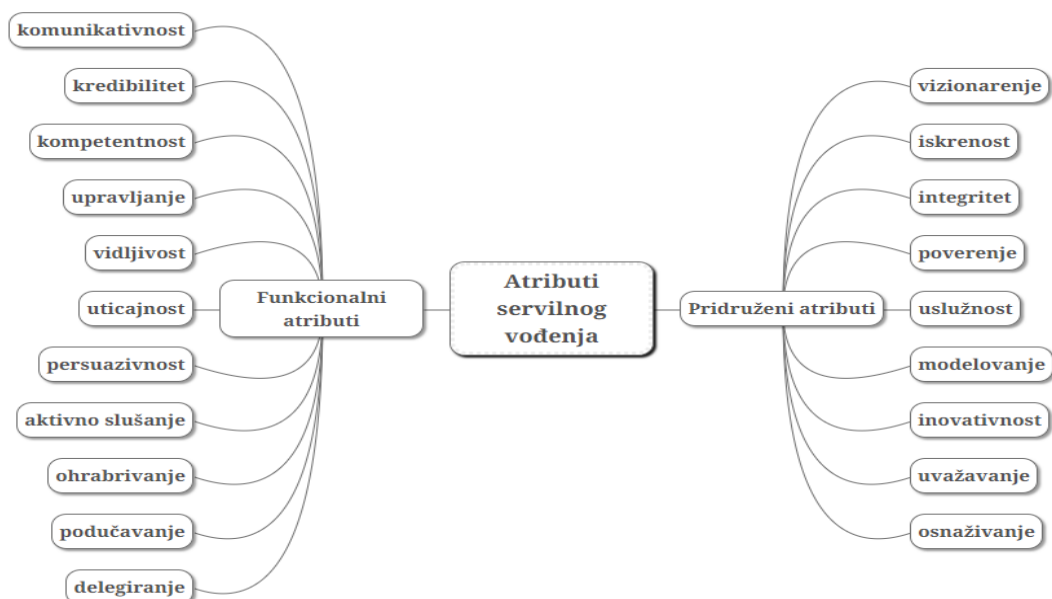 komunikativnost
kredibilitet
kompetentnost
upravljanje
vidljivost
uticajnost
persuazivnost
aktivno slušanje
ohrabrivanje
podučavanje
delegiranje
Funkcionalni
atributi
Atributi
servilnog
vođenja
Pridruženi atributi
vizionarenje
iskrenost
integritet
poverenje
uslužnost
modelovanje
inovativnost
uvažavanje
osnaživanje